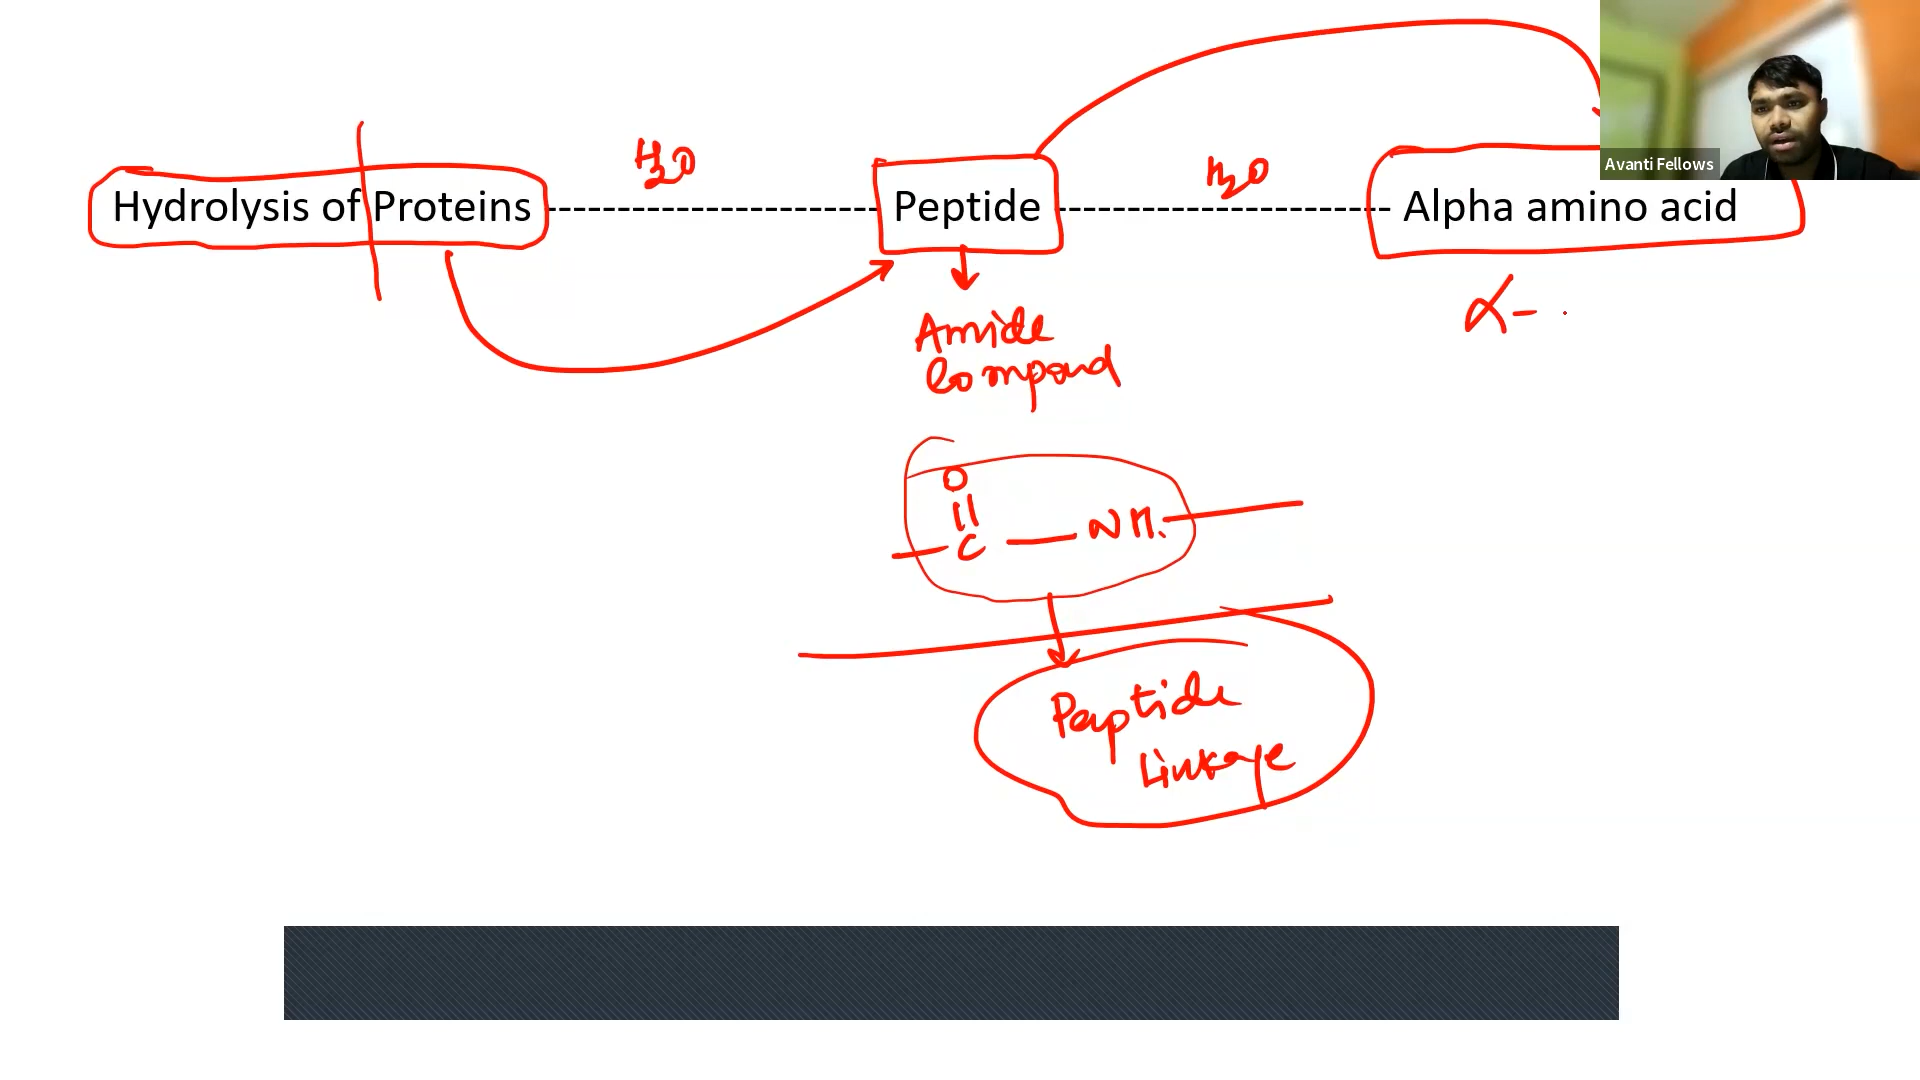 H2O
H2O
Avanti Fellows
Hydrolysis of Proteins--------------------Peptide--------------------Alpha amino acid
α-
Amide
Compound
O
||
- C — NH. —
Peptide
Linkage